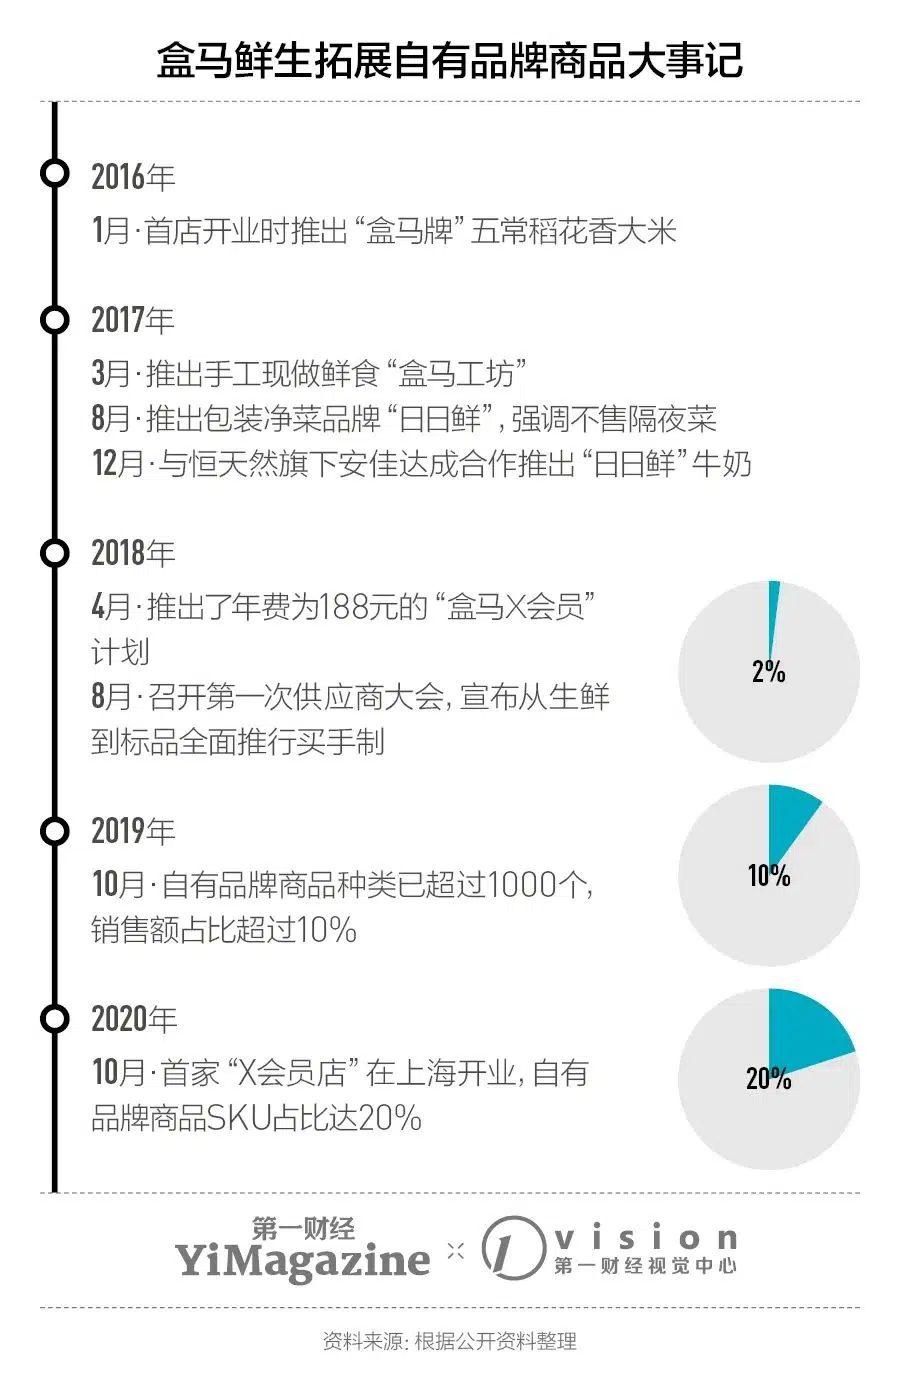 盒马鲜生拓展自有品牌商品大事记
2016年
1月·首店开业时推出“盒马牌”五常稻花香大米
2017年
3月·推出手工现做鲜食“盒马工坊”
8月·推出包装净菜品牌“日日鲜”,强调不售隔夜菜
12月·与恒天然旗下安佳达成合作推出“日日鲜”牛奶
2018年
4月·推出了年费为188元的“盒马X会员”
计划
8月·召开第一次供应商大会,宣布从生鲜
到标品全面推行买手制
2%
2019年
10月·自有品牌商品种类已超过1000个,
销售额占比超过10%
10%
2020年
10月·首家“X会员店”在上海开业,自有
品牌商品SKU占比达20%
20%
第一财经
YiMagazine
vision
第一财经视觉中心
资料来源:根据公开资料整理